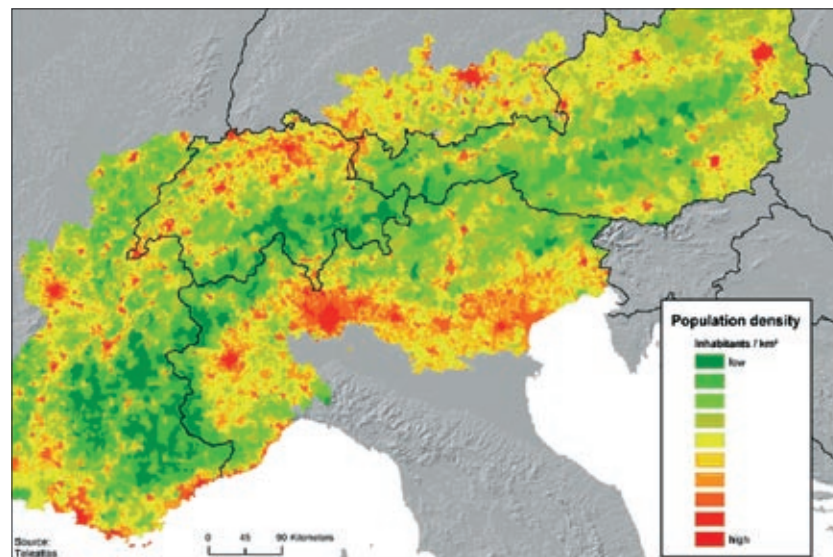 Population density
Inhabitants / km²
low
high
Source:
Teleatlas
0 45 90 Kilometers